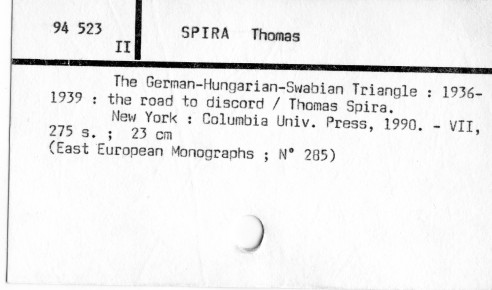 94 523
II
SPIRA Thomas
The German-Hungarian-Swabian Triangle : 1936-
1939 : the road to discord / Thomas Spira.
New York : Columbia Univ. Press, 1990. - VII,
275 s. ; 23 cm
(East European Monographs ; N° 285)